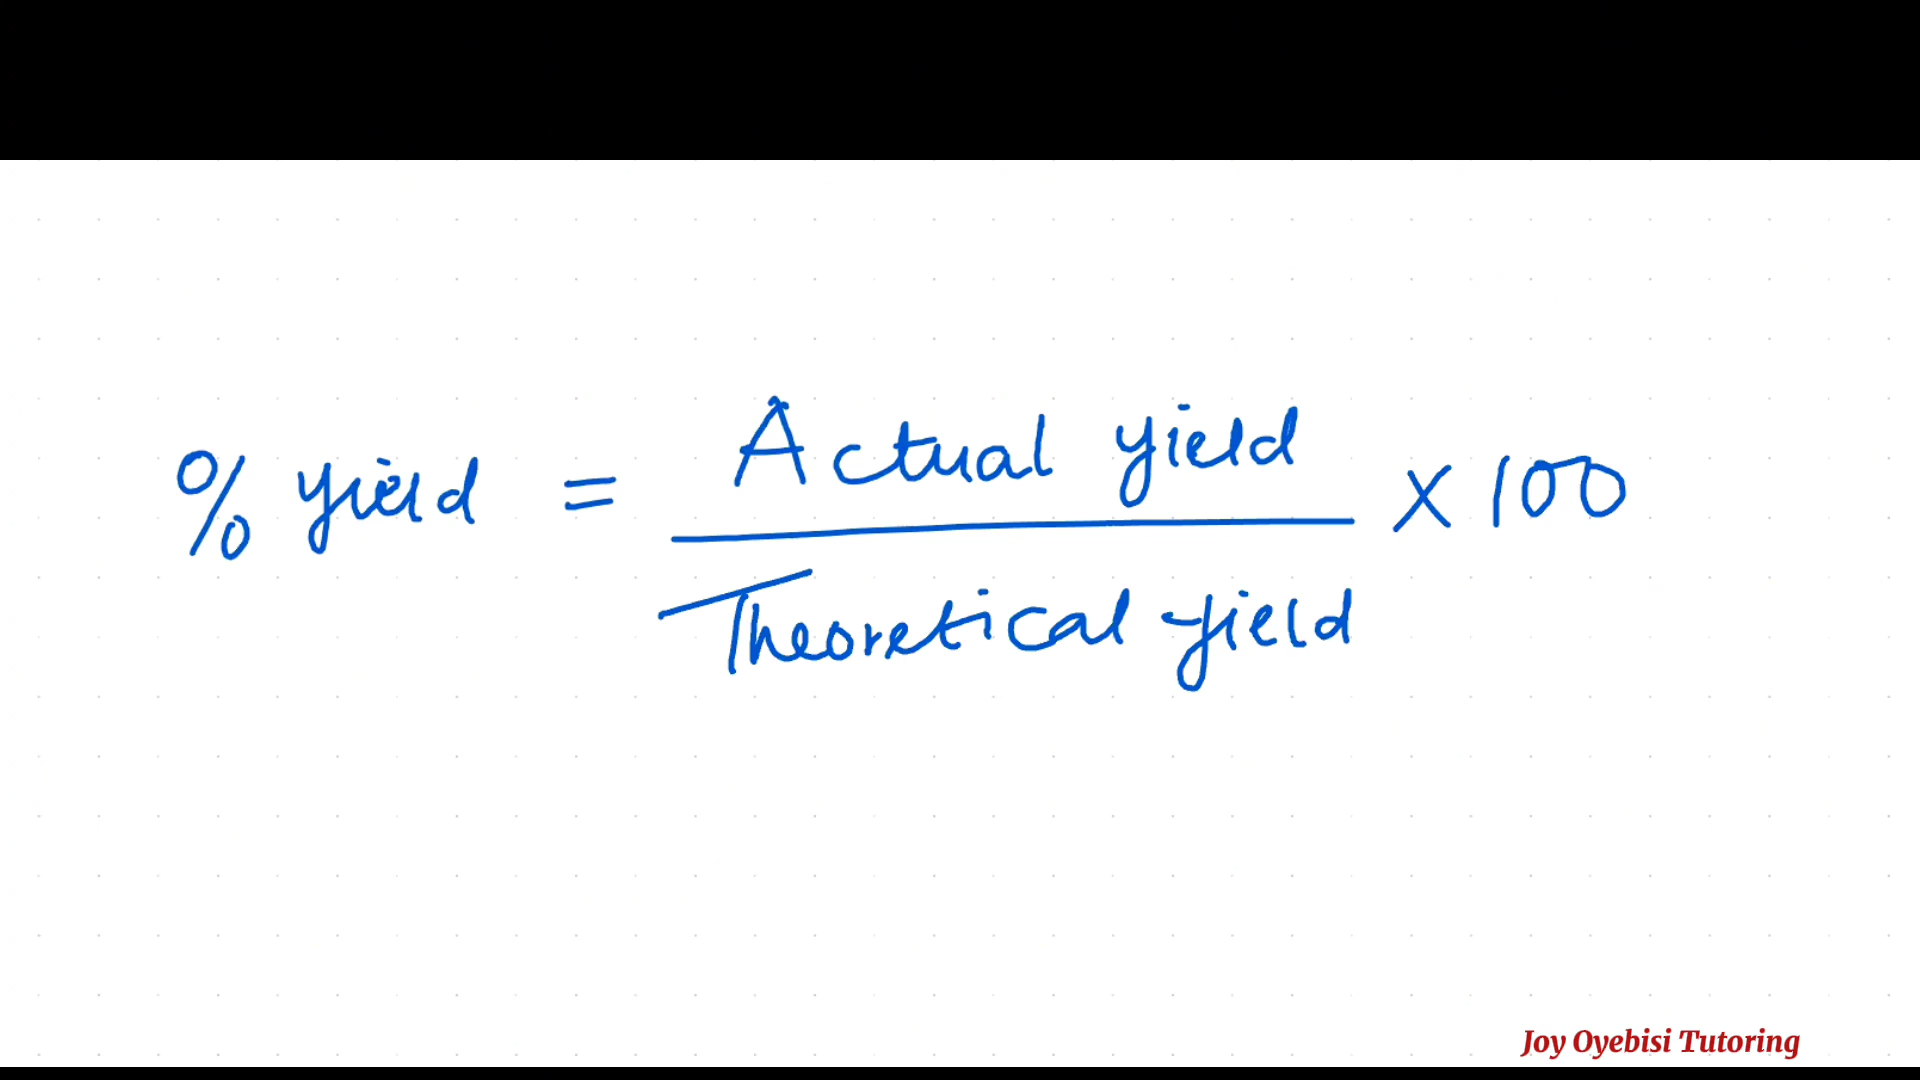 Actual yield
% yield = ———— x 100
Theoretical yield
Joy Oyebisi Tutoring